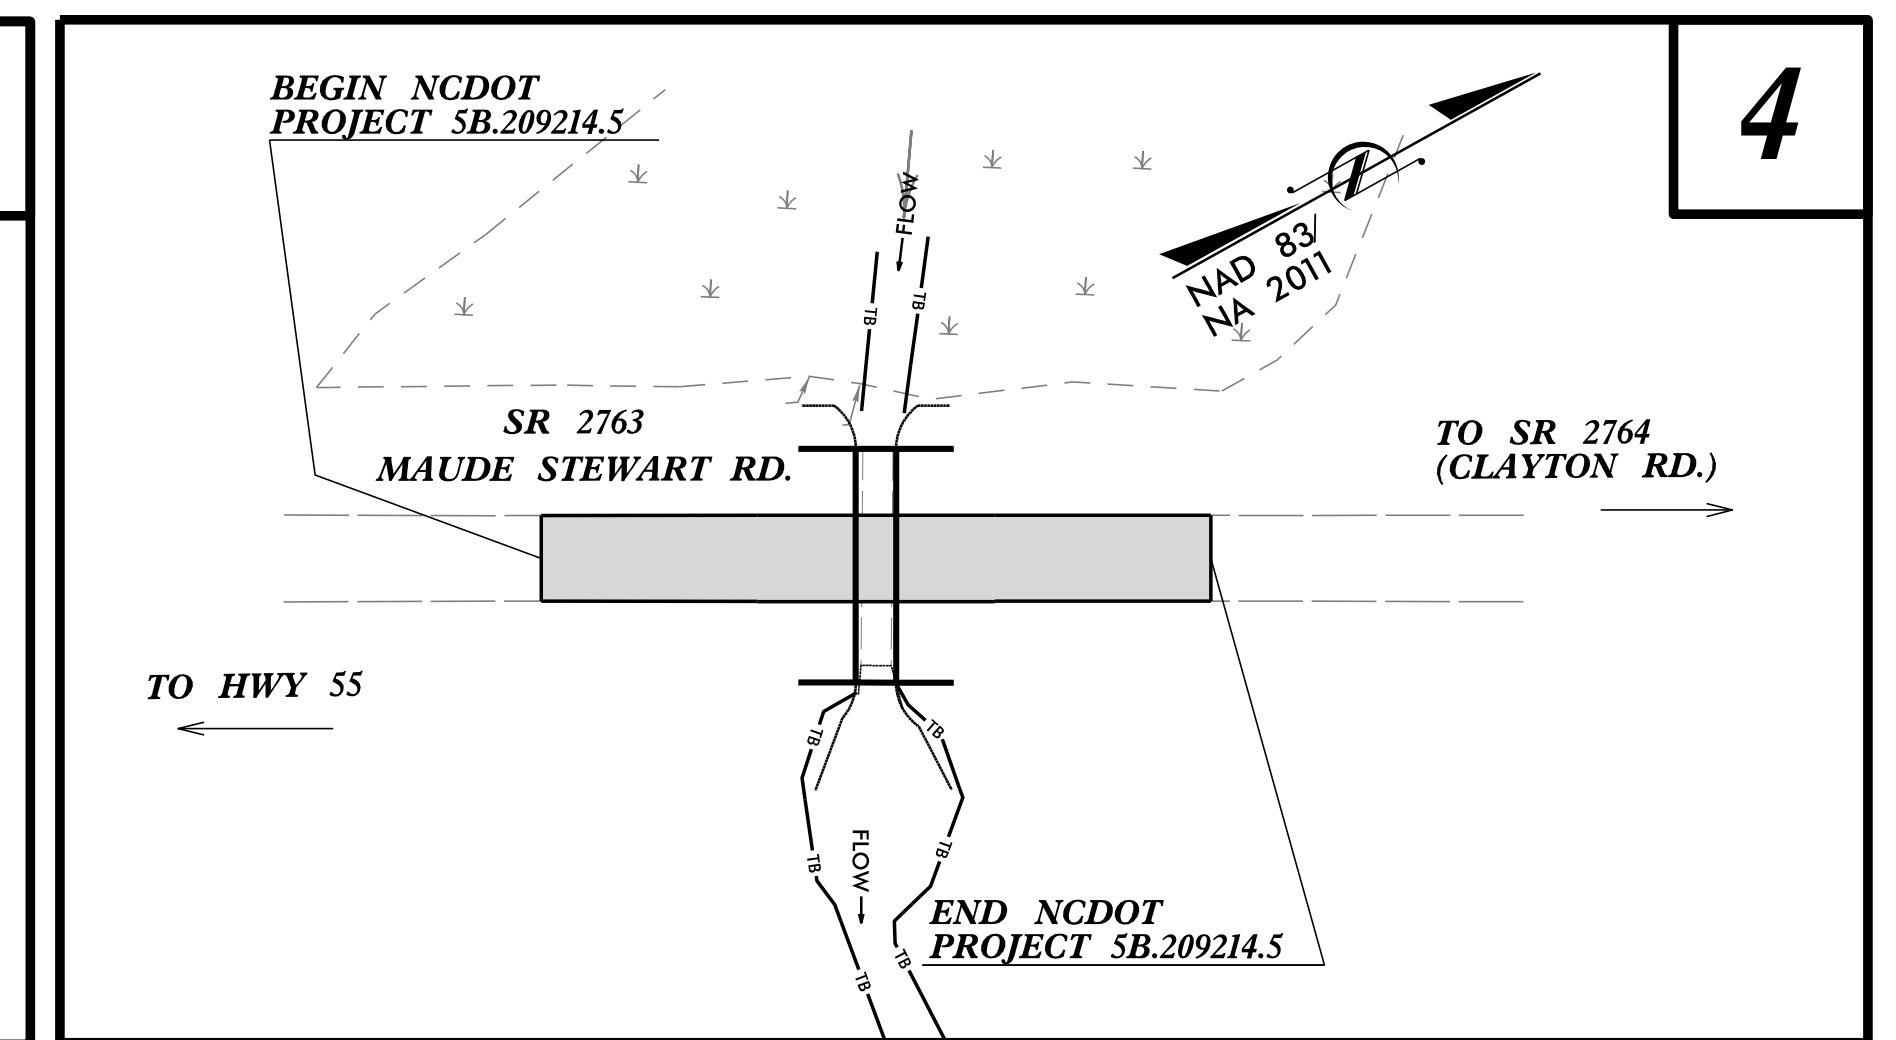 BEGIN NCDOT
PROJECT 5B.209214.5
4
FLOW
NAD 83/
NA 2011
TB
TB
SR 2763
MAUDE STEWART RD.
TO SR 2764
(CLAYTON RD.)
TO HWY 55
TB
TB
FLOW
TB
TB
END NCDOT
PROJECT 5B.209214.5
TB
TB